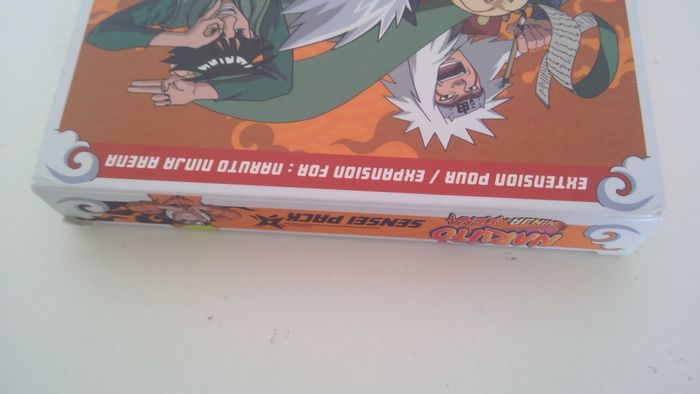 EXTENSION POUR / EXPANSION FOR : NARUTO NINJA ARENA
NARUTO
NINJA ARENA
SENSEI PACK